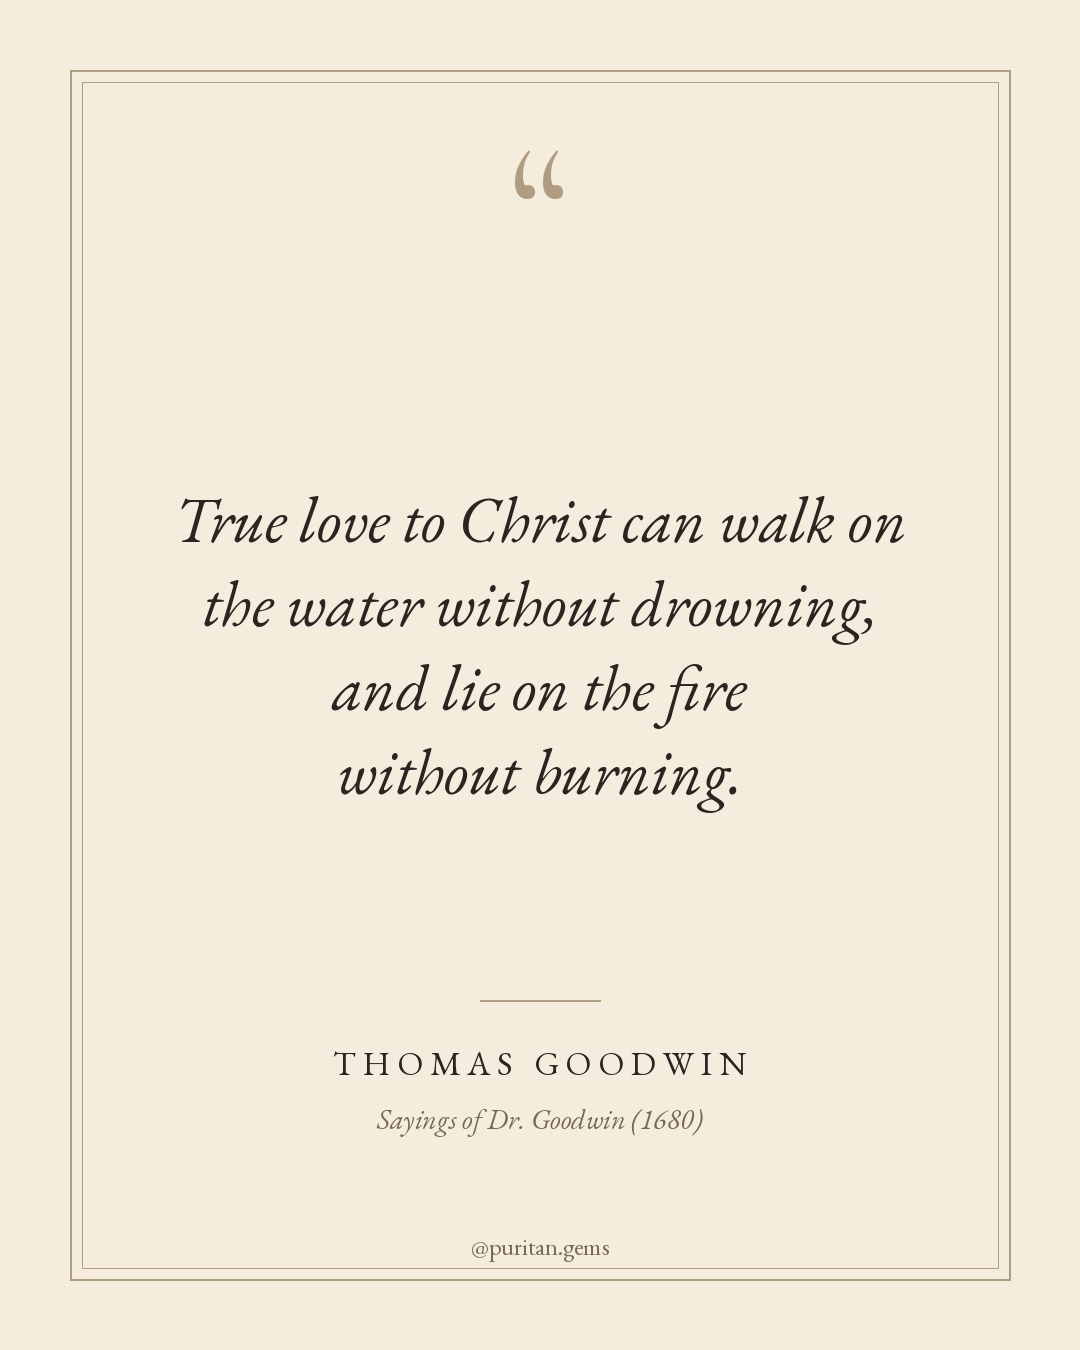 “
True love to Christ can walk on
the water without drowning,
and lie on the fire
without burning.
THOMAS GOODWIN
Sayings of Dr. Goodwin (1680)
@puritan.gems